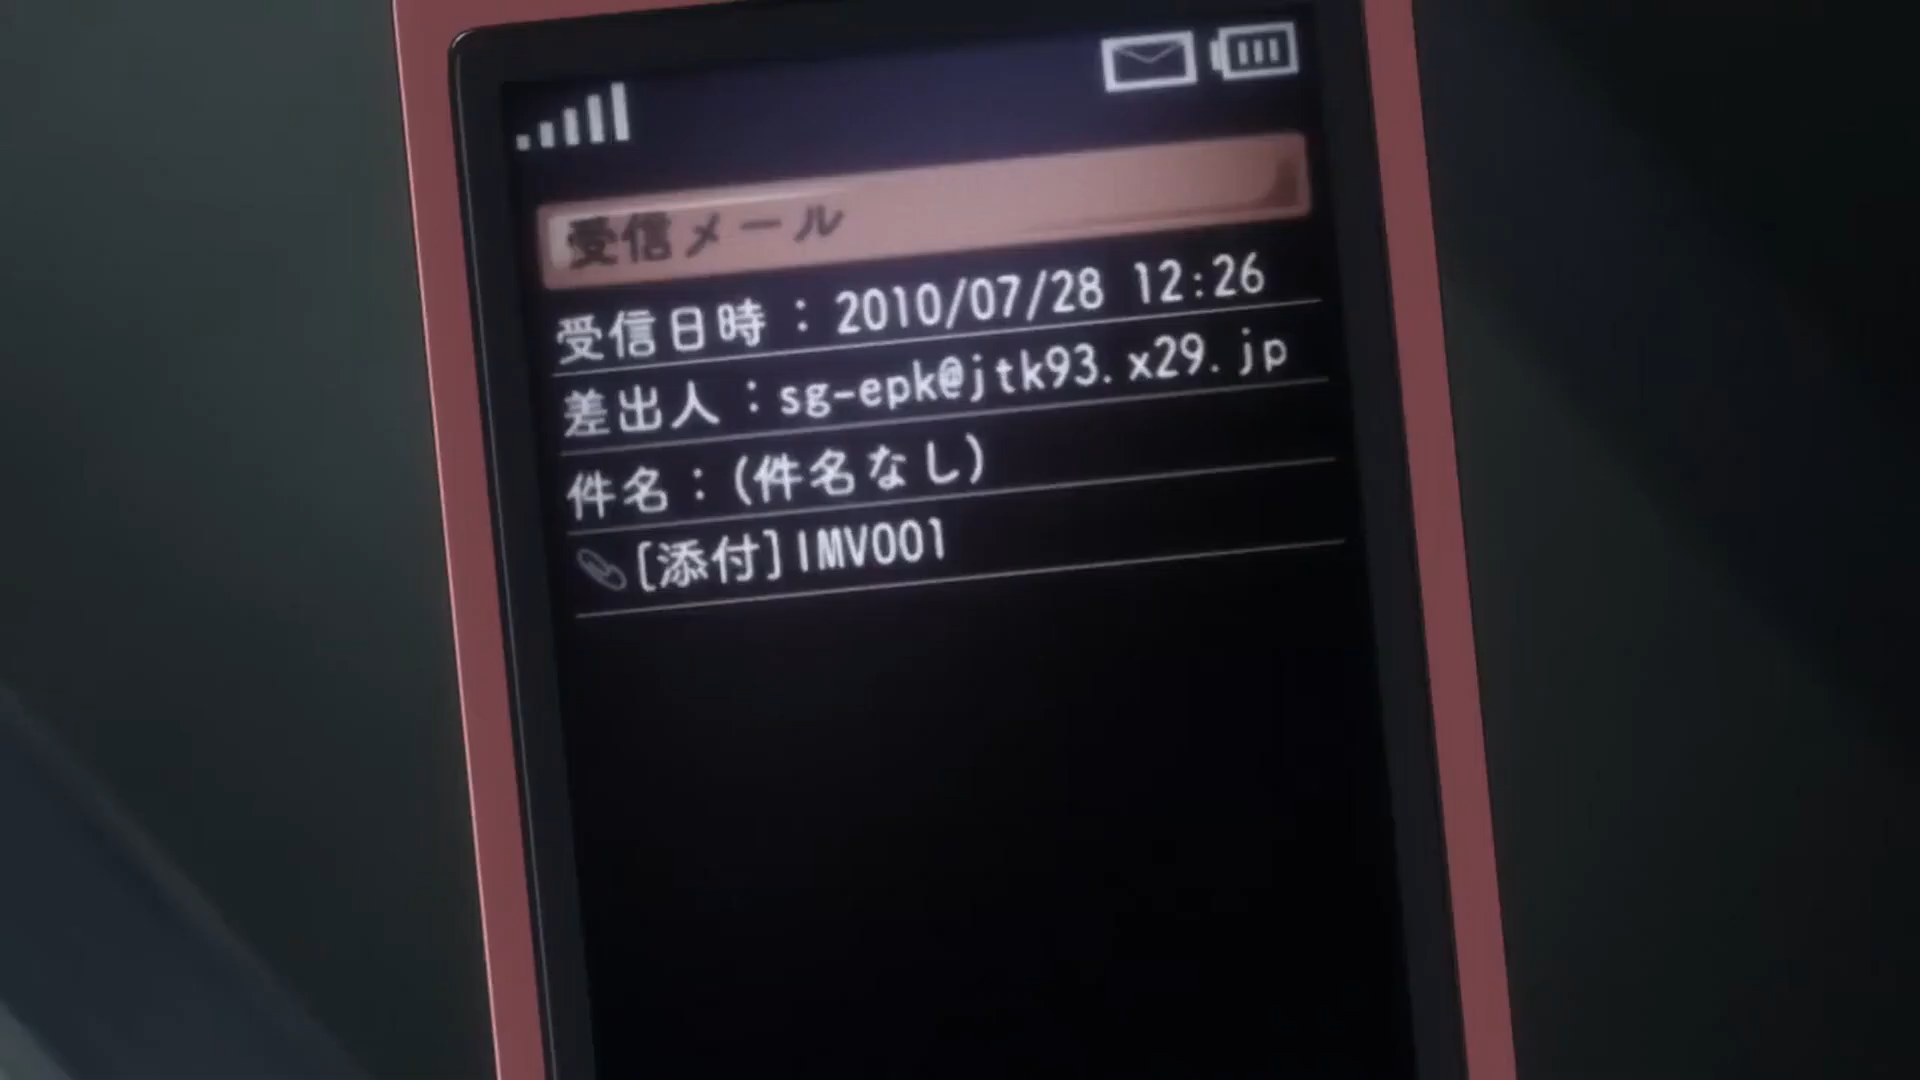 受信メール
受信日時：2010/07/28 12:26
差出人：sg-epk@jtk93.x29.jp
件名：(件名なし)
[添付]IMV001